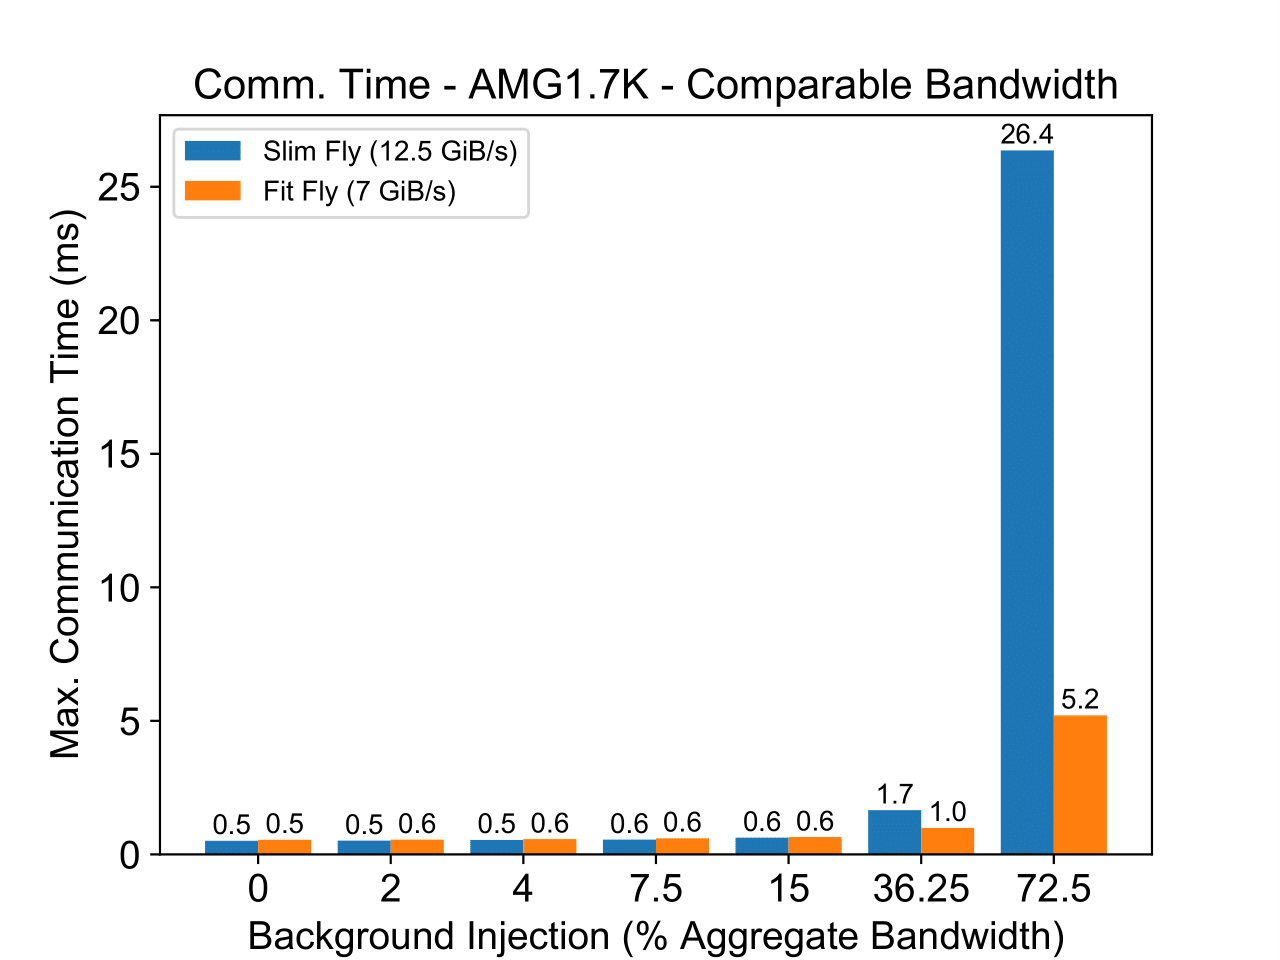 Comm. Time - AMG1.7K - Comparable Bandwidth
Slim Fly (12.5 GiB/s)
Fit Fly (7 GiB/s)
Max. Communication Time (ms)
25
20
15
10
5
0
0.5 0.5 0.5 0.6 0.5 0.6 0.6 0.6 0.6 0.6 1.7 1.0 26.4 5.2
0 2 4 7.5 15 36.25 72.5
Background Injection (% Aggregate Bandwidth)